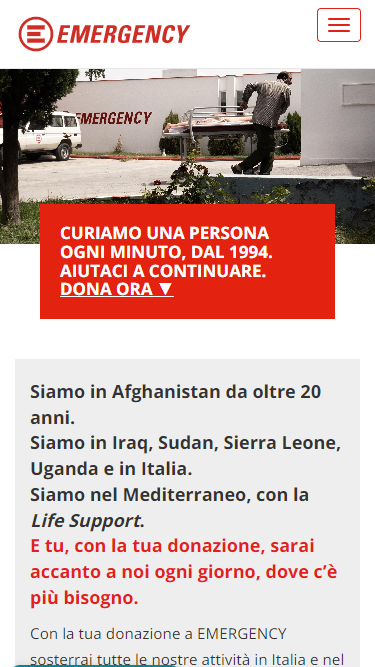 EMERGENCY
EMERGENCY
CURIAMO UNA PERSONA
OGNI MINUTO, DAL 1994.
AIUTACI A CONTINUARE.
DONA ORA ▼
Siamo in Afghanistan da oltre 20
anni.
Siamo in Iraq, Sudan, Sierra Leone,
Uganda e in Italia.
Siamo nel Mediterraneo, con la
Life Support.
E tu, con la tua donazione, sarai
accanto a noi ogni giorno, dove c'è
più bisogno.
Con la tua donazione a EMERGENCY
sosterrai tutte le nostre attività in Italia e nel